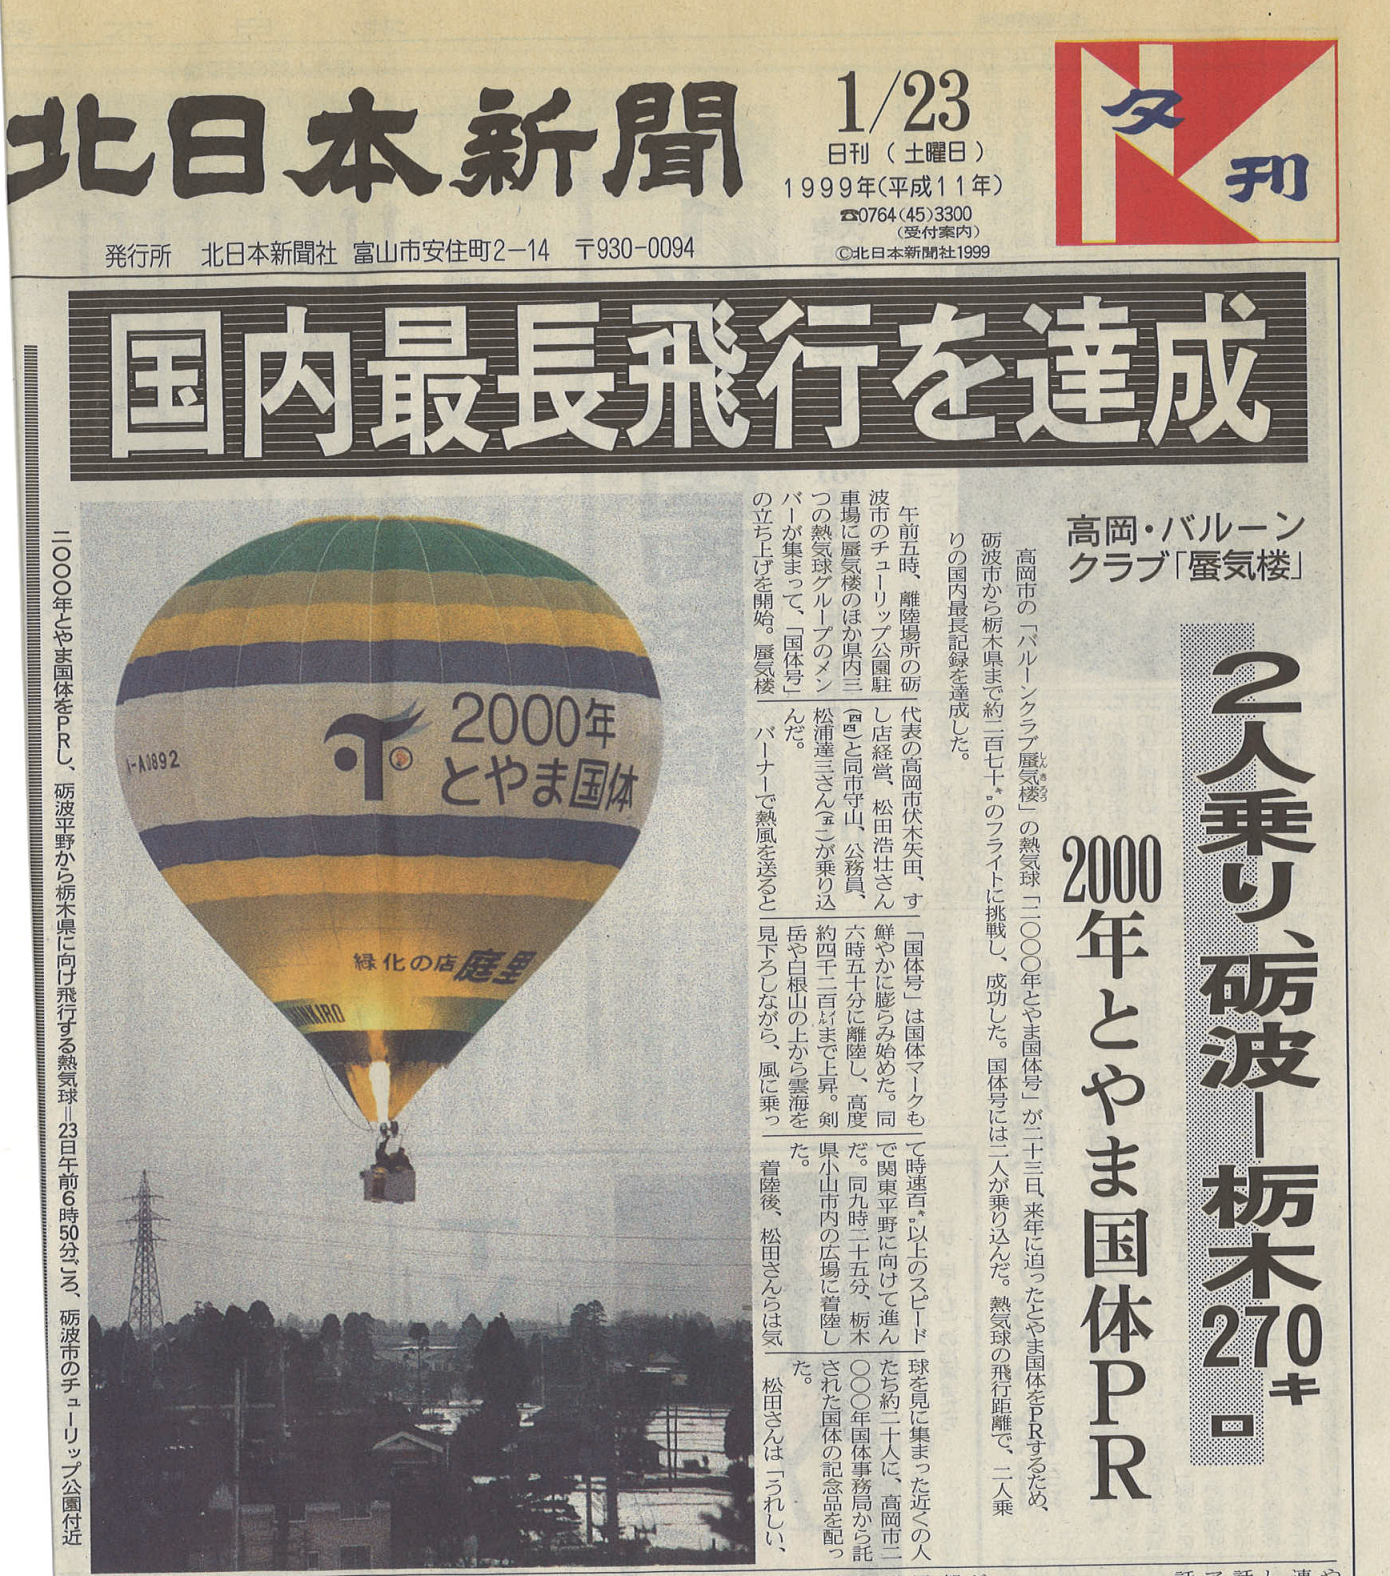 北日本新聞
1/23
日刊(土曜日)
1999年(平成11年)
☎0764(45)3300
(受付案内)
©北日本新聞社1999
夕刊
発行所 北日本新聞社 富山市安住町2−14 〒930-0094
国内最長飛行を達成
高岡・バルーン
クラブ「蜃気楼」
2人乗り、砺波―栃木270キロ
2000年とやま国体PR
高岡市の「バルーンクラブ蜃気楼」の熱気球「二〇〇〇年とやま国体号」が二十三日、来年に迫ったとやま国体をPRするため、
しんきろう
砺波市から栃木県まで約二百七十キロのフライトに挑戦し、成功した。国体号には二人が乗り込んだ。熱気球の飛行距離で、二人乗
りの国内最長記録を達成した。
午前五時、離陸場所の砺
波市のチューリップ公園駐
車場に蜃気楼のほか県内三
つの熱気球グループのメン
バーが集まって、「国体号」
の立ち上げを開始。蜃気楼
代表の高岡市伏木矢田、す
し店経営、松田浩壮さん
(四四)と同市守山、公務員、
松浦達三さん(五一)が乗り込
んだ。
バーナーで熱風を送ると
「国体号」は国体マークも
鮮やかに膨らみ始めた。同
六時五十分に離陸し、高度
約四千二百メートルまで上昇。剣
岳や白根山の上から雲海を
見下ろしながら、風に乗っ
て時速百キロ以上のスピード
で関東平野に向けて進ん
だ。同九時二十五分、栃木
県小山市内の広場に着陸し
た。
着陸後、松田さんらは気
球を見に集まった近くの人
たち約二十人に、高岡市二
〇〇〇年国体事務局から託
された国体の記念品を配っ
た。
松田さんは「うれしい、
2000年
とやま国体
-A0892
緑化の店 庭里
NKIRO
二〇〇〇年とやま国体をPRし、砺波平野から栃木県に向け飛行する熱気球=23日午前6時50分ごろ、砺波市のチューリップ公園付近